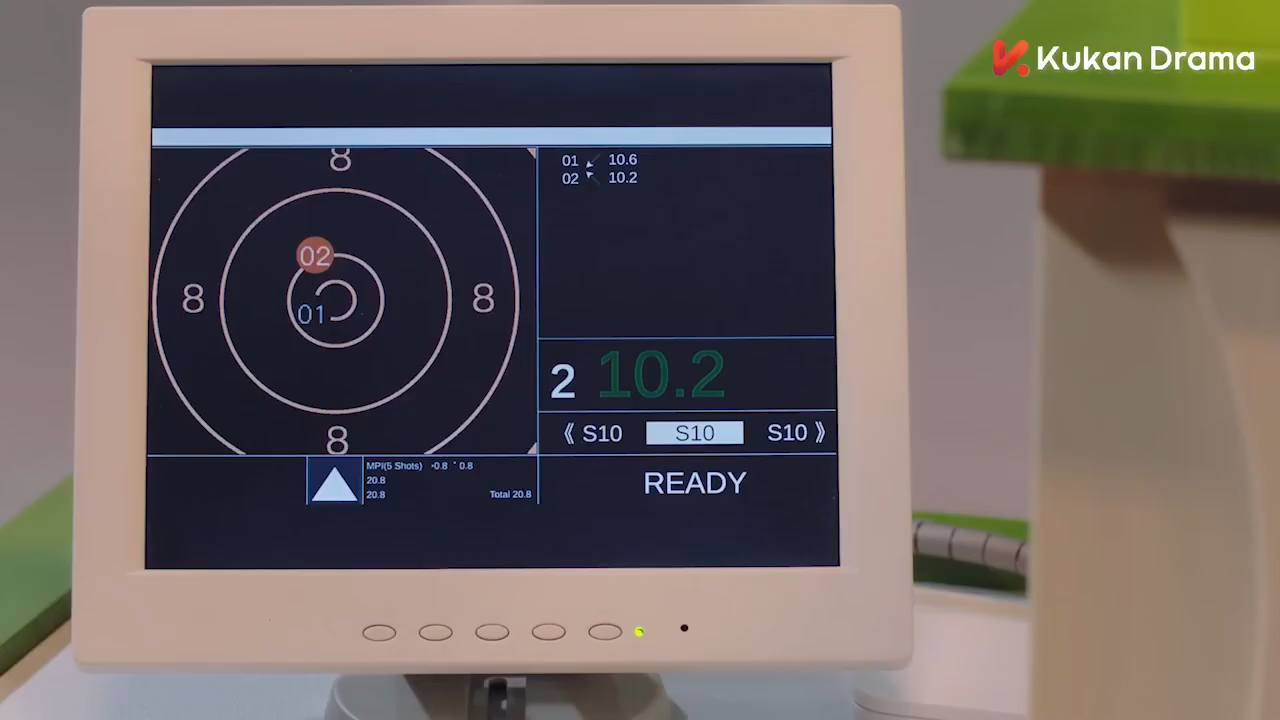 Kukan Drama
8
8 8
8
02
01
01 10.6
02 10.2
2 10.2
《 S10 S10 S10 》
READY
MPI(5 Shots) -0.8 0.8
20.8
20.8 Total 20.8